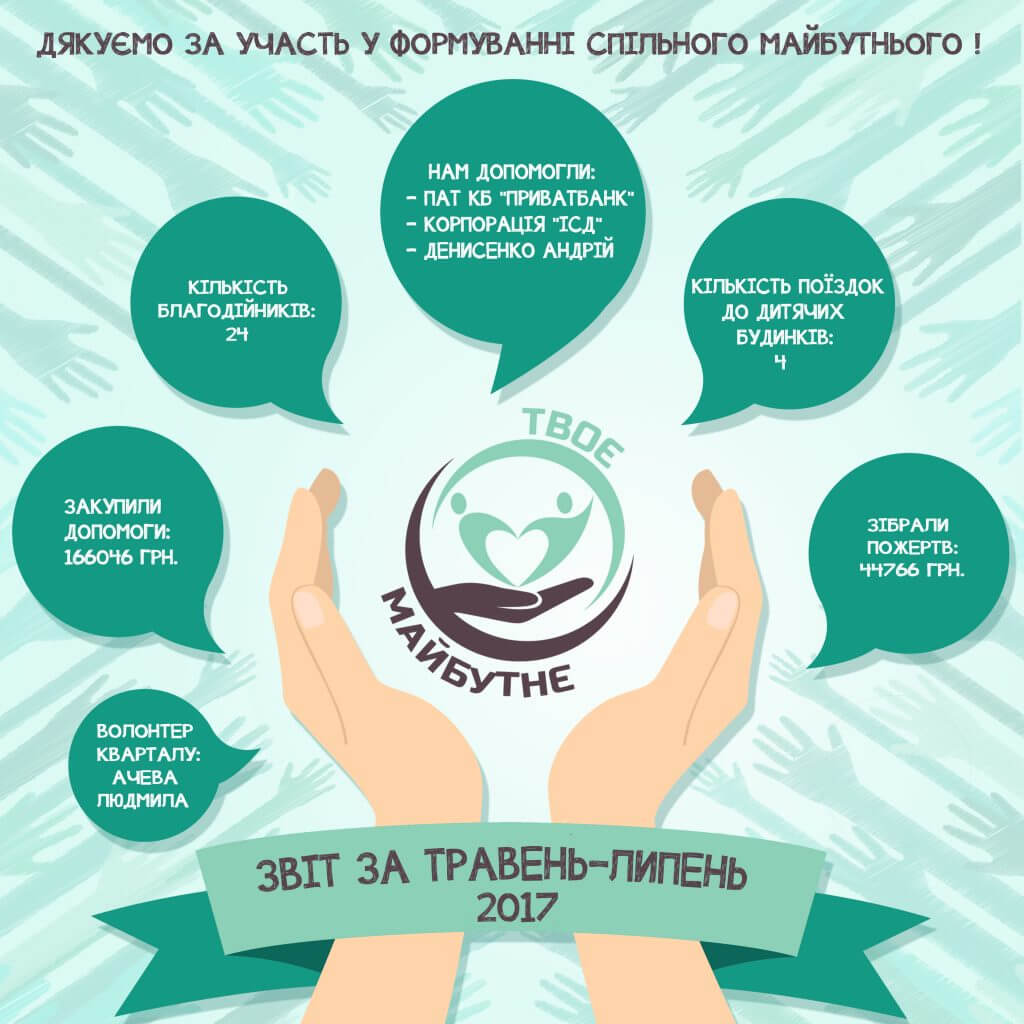 ДЯКУЄМО ЗА УЧАСТЬ У ФОРМУВАННІ СПІЛЬНОГО МАЙБУТНЬОГО !
НАМ ДОПОМОГЛИ:
- ПАТ КБ "ПРИВАТБАНК"
- КОРПОРАЦІЯ "ІСД"
- ДЕНИСЕНКО АНДРІЙ
КІЛЬКІСТЬ
БЛАГОДІЙНИКІВ:
24
КІЛЬКІСТЬ ПОЇЗДОК
ДО ДИТЯЧИХ
БУДИНКІВ:
4
ТВОЄ
МАЙБУТНЕ
ЗАКУПИЛИ
ДОПОМОГИ:
166046 ГРН.
ЗІБРАЛИ
ПОЖЕРТВ:
44766 ГРН.
ВОЛОНТЕР
КВАРТАЛУ:
АЧЕВА
ЛЮДМИЛА
ЗВІТ ЗА ТРАВЕНЬ-ЛИПЕНЬ
2017